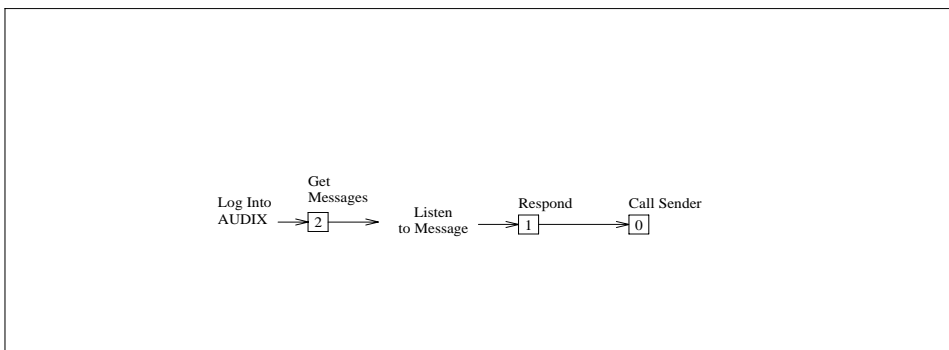 Log Into
AUDIX
Get
Messages
2
Listen
to Message
Respond
1
Call Sender
0